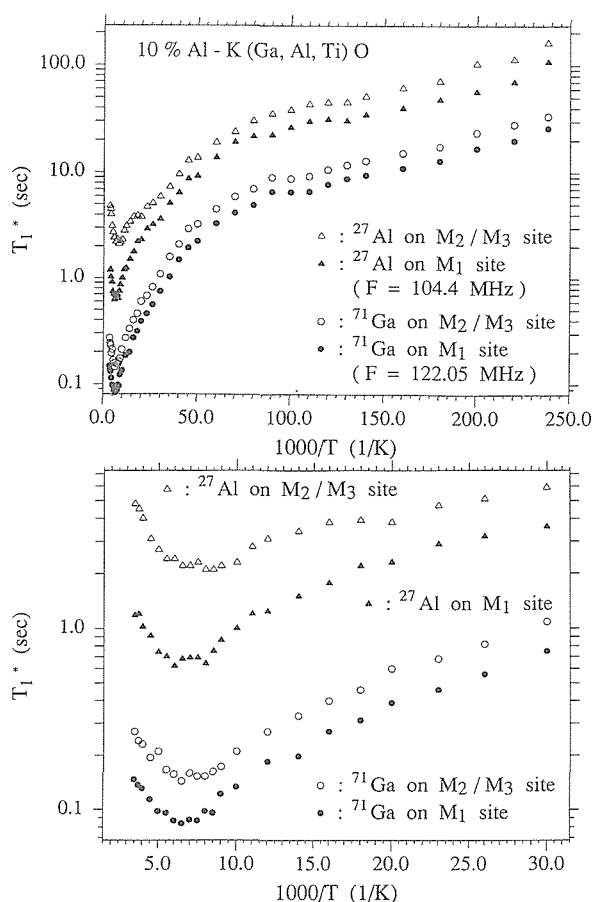 10 % Al - K (Ga, Al, Ti) O
100.0
10.0
1.0
0.1
T₁ * (sec)
△ : ²⁷Al on M₂ / M₃ site
▲ : ²⁷Al on M₁ site
( F = 104.4 MHz )
○ : ⁷¹Ga on M₂ / M₃ site
● : ⁷¹Ga on M₁ site
( F = 122.05 MHz )
0.0 50.0 100.0 150.0 200.0 250.0
1000/T (1/K)
△ : ²⁷Al on M₂ / M₃ site
▲ : ²⁷Al on M₁ site
1.0
T₁ * (sec)
○ : ⁷¹Ga on M₂ / M₃ site
0.1
● : ⁷¹Ga on M₁ site
5.0 10.0 15.0 20.0 25.0 30.0
1000/T (1/K)